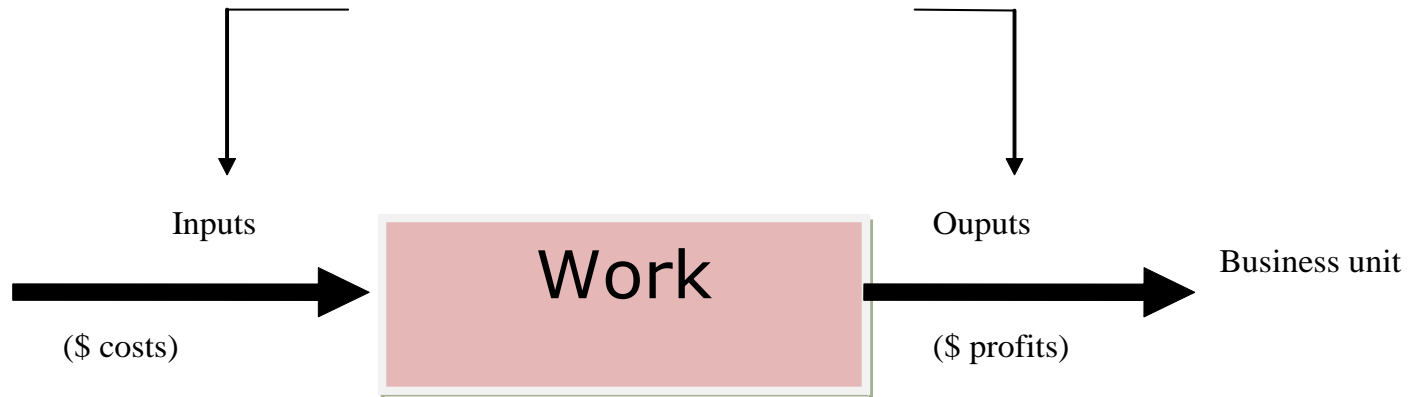 Inputs
Ouputs
Work
Business unit
($ costs)
($ profits)